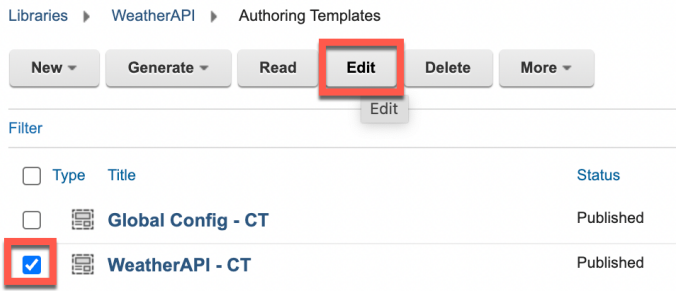 Libraries WeatherAPI Authoring Templates
New Generate Read Edit Delete More
Edit
Filter
Type Title Status
Global Config - CT Published
WeatherAPI - CT Published